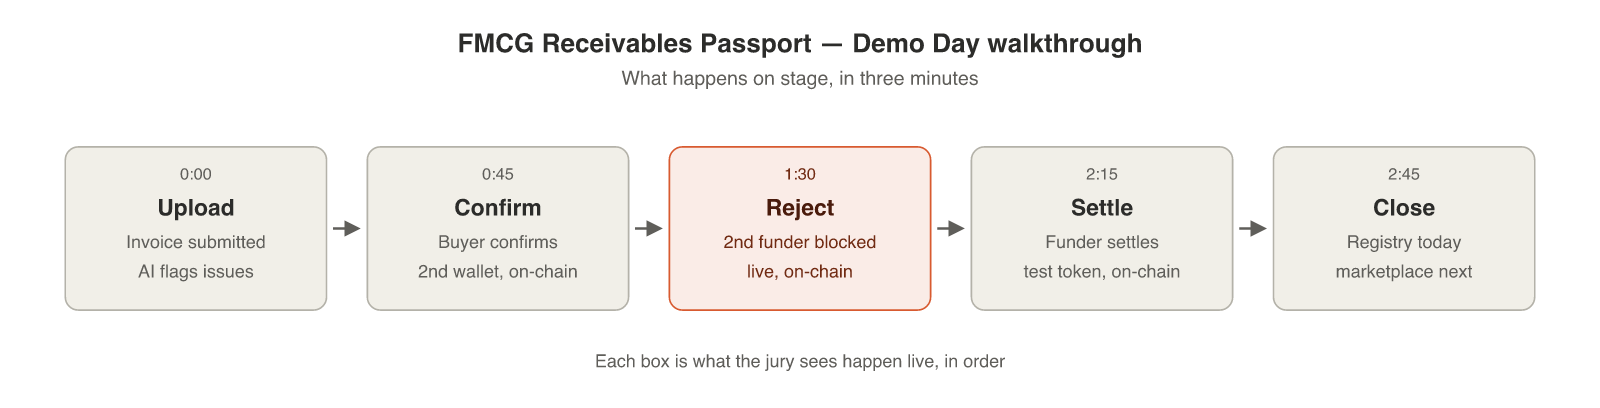 FMCG Receivables Passport — Demo Day walkthrough
What happens on stage, in three minutes
0:00
Upload
Invoice submitted
AI flags issues
0:45
Confirm
Buyer confirms
2nd wallet, on-chain
1:30
Reject
2nd funder blocked
live, on-chain
2:15
Settle
Funder settles
test token, on-chain
2:45
Close
Registry today
marketplace next
Each box is what the jury sees happen live, in order